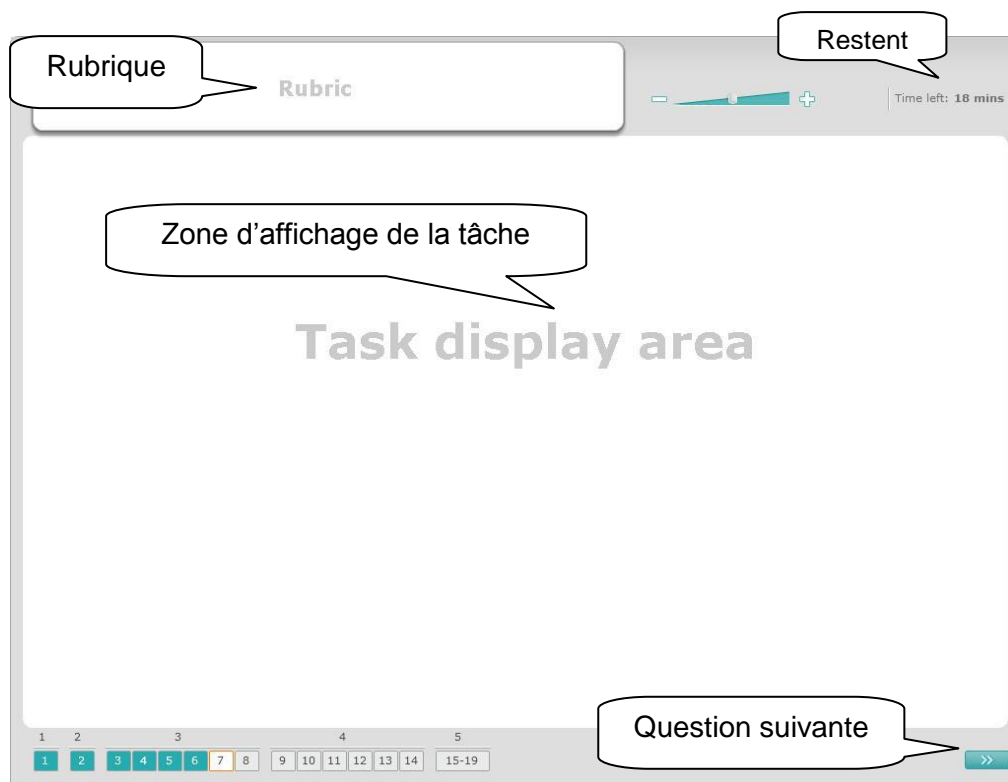 Restent
Rubrique
Rubric
Time left: 18 mins
Zone d’affichage de la tâche
Task display area
Question suivante
1 2 3 4 5
1 2 3 4 5 6 7 8 9 10 11 12 13 14 15-19
>>